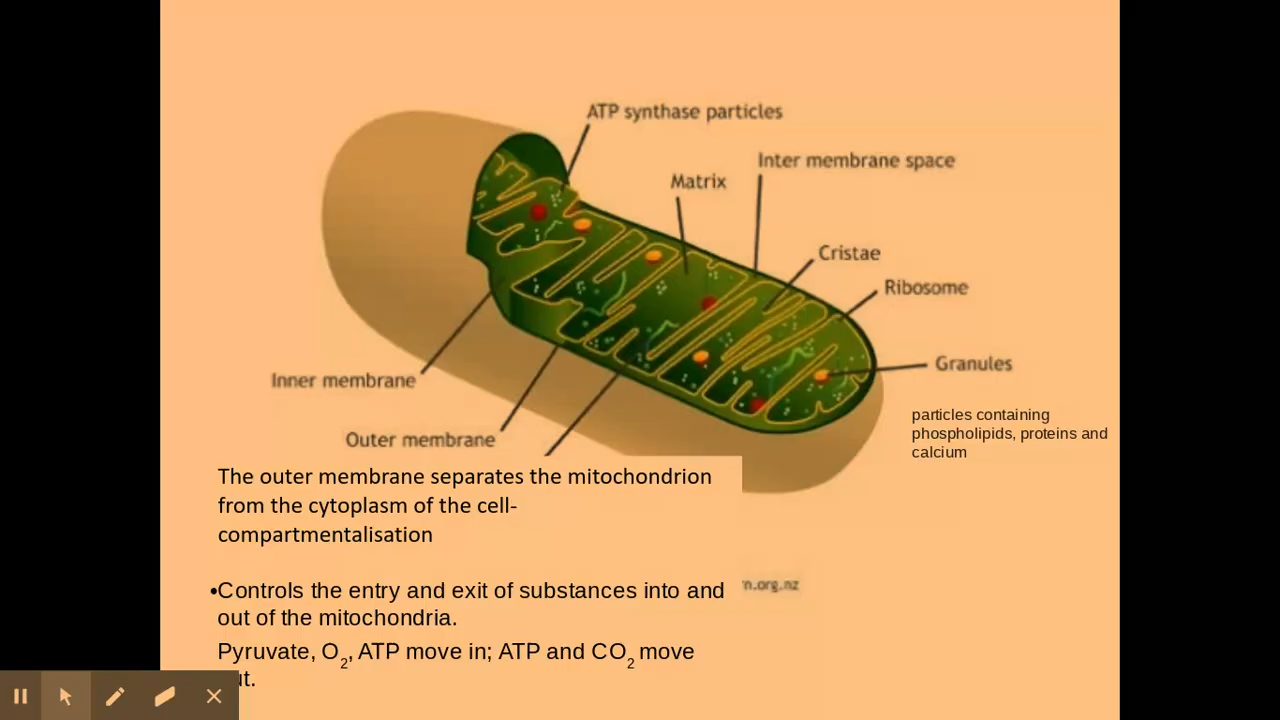 ATP synthase particles
Inter membrane space
Matrix
Cristae
Ribosome
Granules
Inner membrane
particles containing
phospholipids, proteins and
calcium
Outer membrane
The outer membrane separates the mitochondrion
from the cytoplasm of the cell-
compartmentalisation
•Controls the entry and exit of substances into and
out of the mitochondria.
n.org.nz
Pyruvate, O2, ATP move in; ATP and CO2 move
ut.